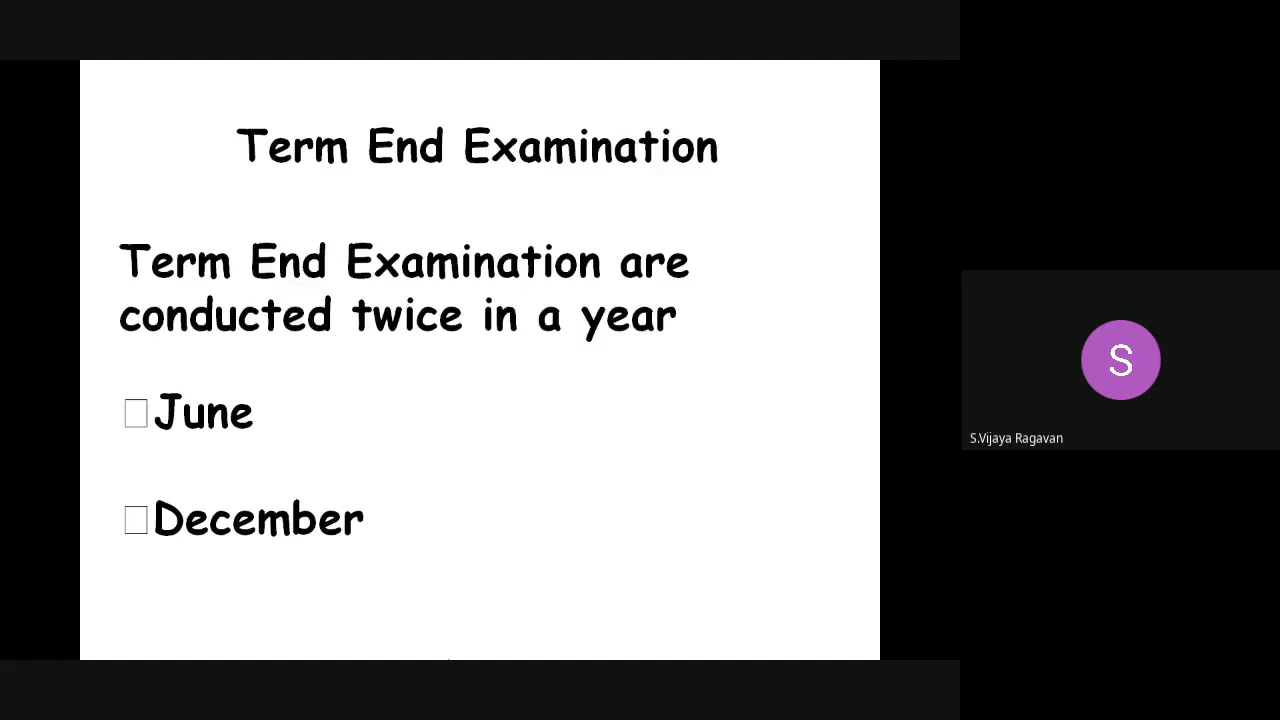 Term End Examination
Term End Examination are
conducted twice in a year
June
December
S
S.Vijaya Ragavan